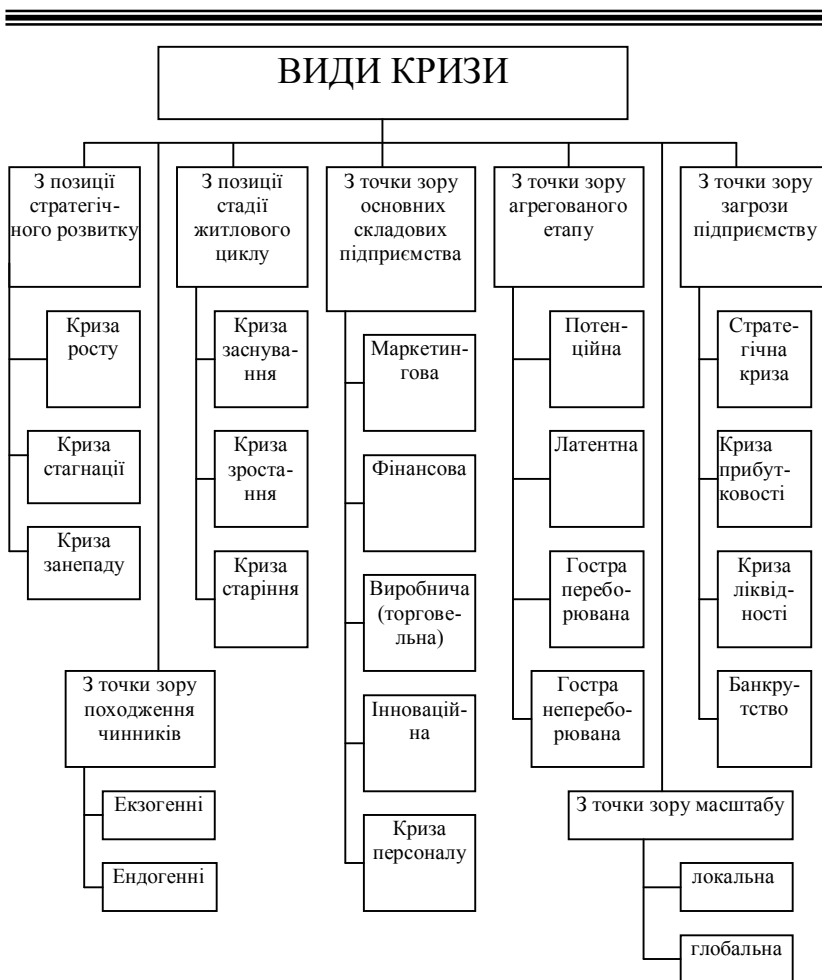 ВИДИ КРИЗИ
З позиції
стратегіч-
ного розвитку
Криза
росту
Криза
стагнації
Криза
занепаду
З позиції
стадії
житлового
циклу
Криза
заснува-
ння
Криза
зроста-
ння
Криза
старіння
З точки зору
основних
складових
підприємства
Маркетин-
гова
Фінансова
Виробнича
(торгове-
льна)
Інновацій-
на
Криза
персоналу
З точки зору
агрегованого
етапу
Потен-
ційна
Латентна
Гостра
перебо-
рювана
Гостра
неперебо-
рювана
З точки зору
загрози
підприємству
Страте-
гічна
криза
Криза
прибут-
ковості
Криза
ліквід-
ності
Банкру-
тство
З точки зору
походження
чинників
Екзогенні
Ендогенні
З точки зору масштабу
локальна
глобальна